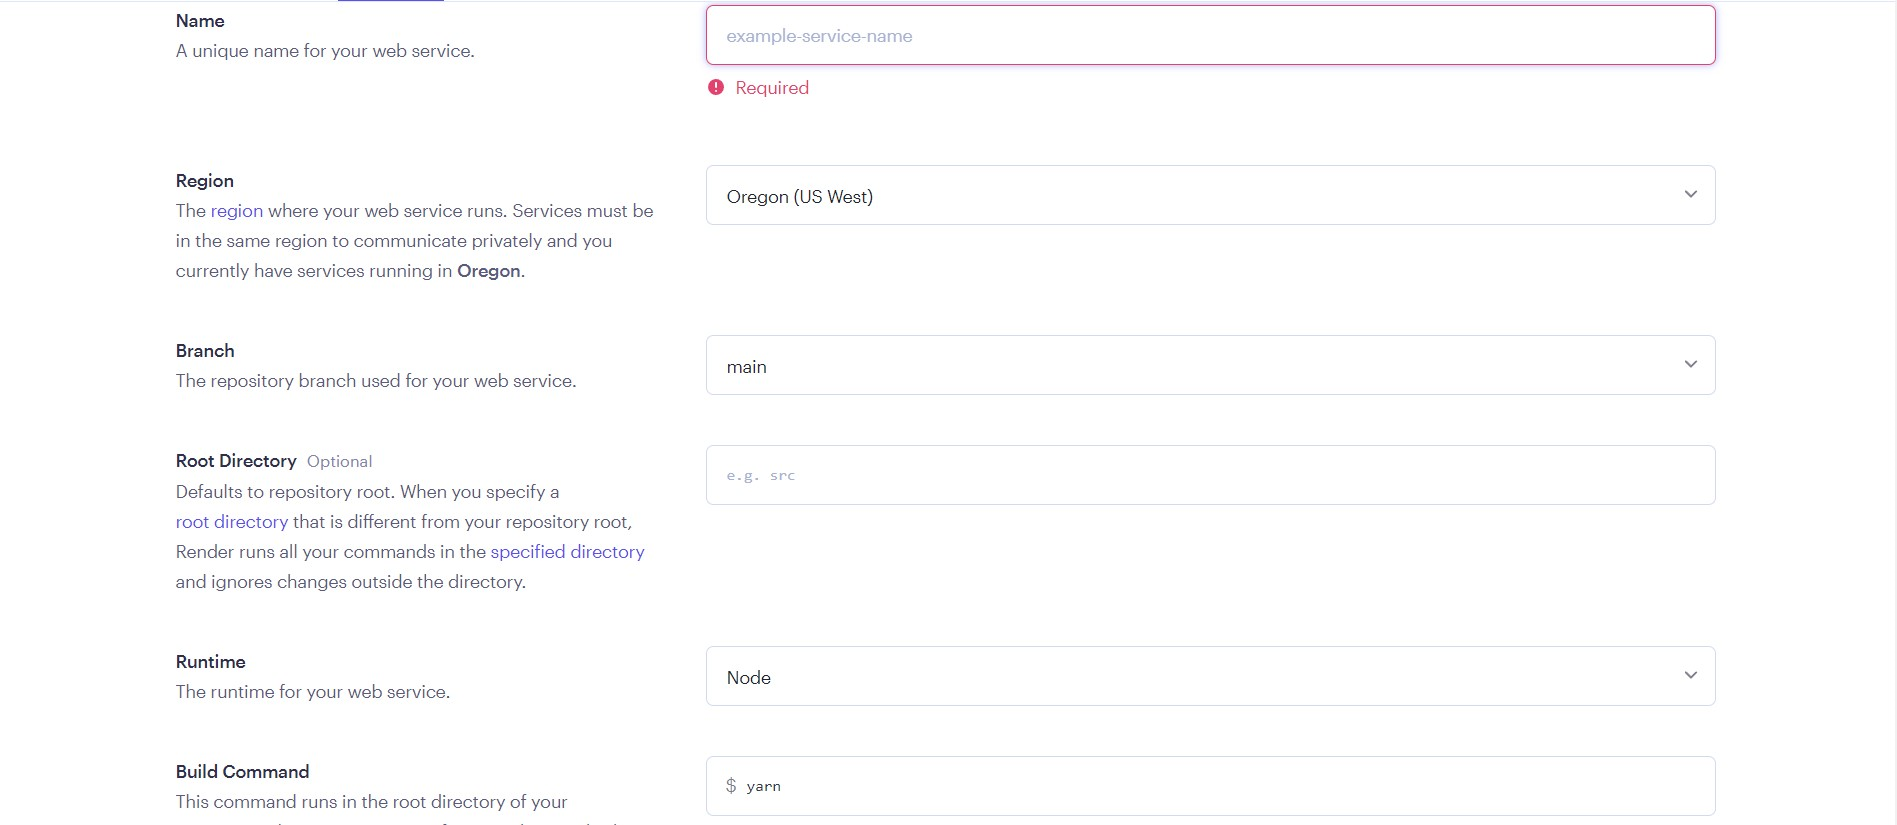 Name
A unique name for your web service.
example-service-name
Required
Region
The region where your web service runs. Services must be
in the same region to communicate privately and you
currently have services running in Oregon.
Oregon (US West)
Branch
The repository branch used for your web service.
main
Root Directory Optional
Defaults to repository root. When you specify a
root directory that is different from your repository root,
Render runs all your commands in the specified directory
and ignores changes outside the directory.
e.g. src
Runtime
The runtime for your web service.
Node
Build Command
This command runs in the root directory of your
$ yarn